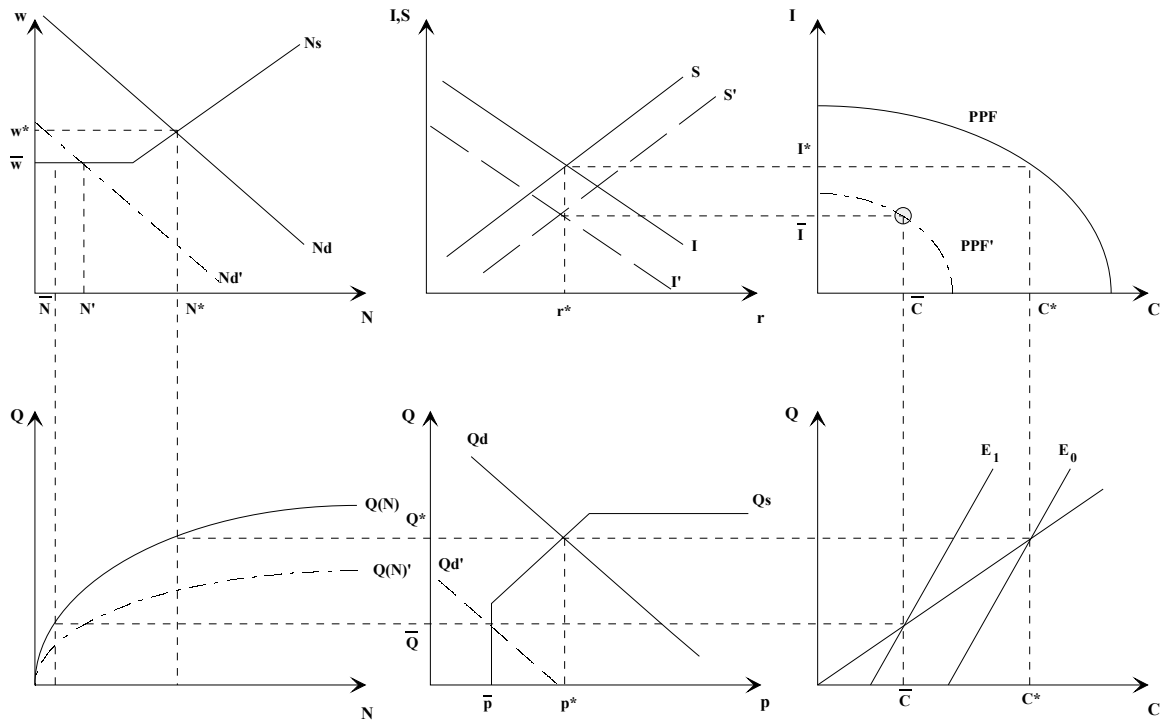 w
Ns
w*
w̅
Nd
Nd'
N̅
N'
N*
N
I,S
S
S'
I
I'
r*
r
I
PPF
I*
I̅
PPF'
C̅
C*
C
Q
Q(N)
Q(N)'
N
Q
Qd
Qs
Q*
Qd'
Q̅
p̅
p*
p
Q
E₁
E₀
C̅
C*
C